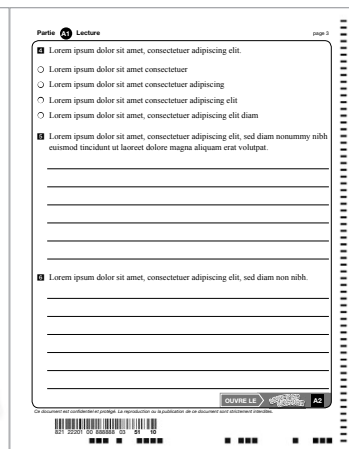 Partie A1 Lecture page 3
4 Lorem ipsum dolor sit amet, consectetuer adipiscing elit.
Lorem ipsum dolor sit amet consectetuer
Lorem ipsum dolor sit amet, consectetuer adipiscing
Lorem ipsum dolor sit amet, consectetuer adipiscing elit
Lorem ipsum dolor sit amet, consectetuer adipiscing elit diam
5 Lorem ipsum dolor sit amet, consectetuer adipiscing elit, sed diam nonummy nibh
euismod tincidunt ut laoreet dolore magna aliquam erat volutpat.
6 Lorem ipsum dolor sit amet, consectetuer adipiscing elit, sed diam non nibh.
OUVRE LE A2
Ce document est confidentiel et protégé. La reproduction ou la publication de ce document sont strictement interdites.
821 22201 00 888888 03 51 10